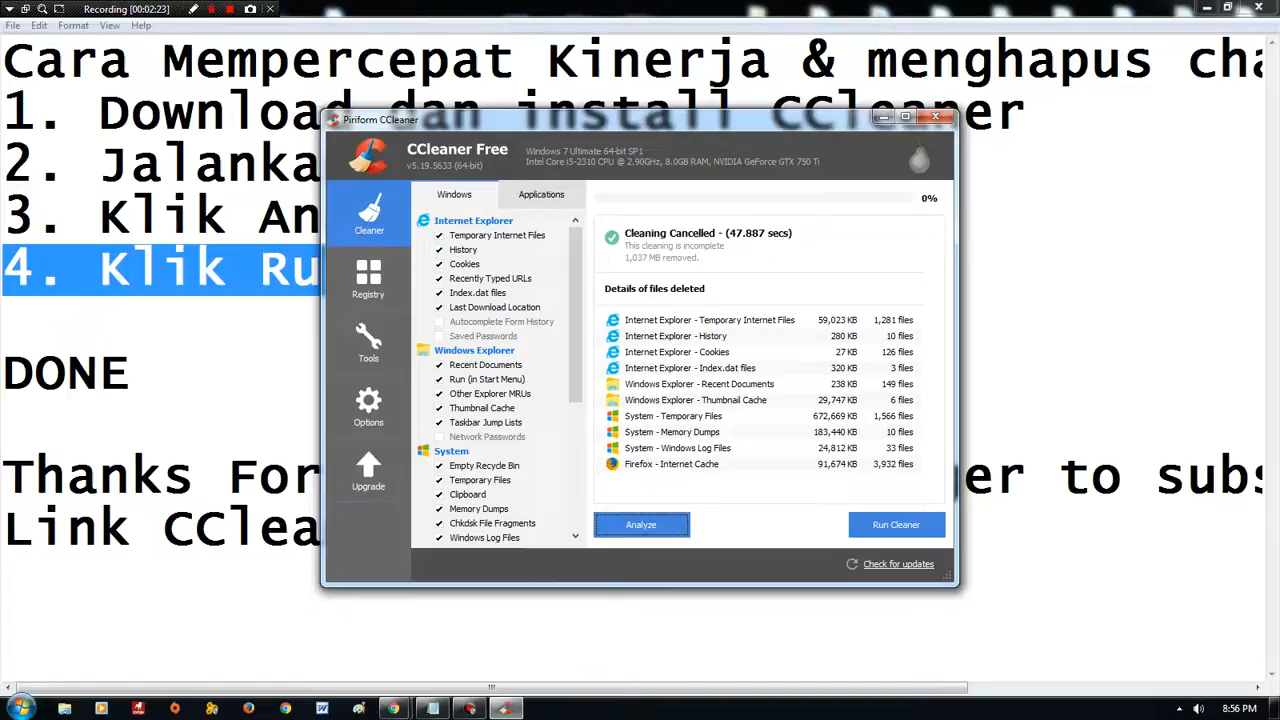 Recording [00:02:23]
File Edit Format View Help
Cara Mempercepat Kinerja & menghapus cha
1. Download dan install CCleaner
2. Jalanka
3. Klik An
4. Klik Ru
DONE
Thanks For er to subs
Link CClea
Piriform CCleaner
CCleaner Free
v5.19.5633 (64-bit)
Windows 7 Ultimate 64-bit SP1
Intel Core i5-2310 CPU @ 2.90GHz, 8.0GB RAM, NVIDIA GeForce GTX 750 Ti
Cleaner
Registry
Tools
Options
Upgrade
Windows Applications
Internet Explorer
Temporary Internet Files
History
Cookies
Recently Typed URLs
Index.dat files
Last Download Location
Autocomplete Form History
Saved Passwords
Windows Explorer
Recent Documents
Run (in Start Menu)
Other Explorer MRUs
Thumbnail Cache
Taskbar Jump Lists
Network Passwords
System
Empty Recycle Bin
Temporary Files
Clipboard
Memory Dumps
Chkdsk File Fragments
Windows Log Files
0%
Cleaning Cancelled - (47.887 secs)
This cleaning is incomplete
1,037 MB removed.
Details of files deleted
Internet Explorer - Temporary Internet Files 59,023 KB 1,281 files
Internet Explorer - History 280 KB 10 files
Internet Explorer - Cookies 27 KB 126 files
Internet Explorer - Index.dat files 320 KB 3 files
Windows Explorer - Recent Documents 238 KB 149 files
Windows Explorer - Thumbnail Cache 29,747 KB 6 files
System - Temporary Files 672,669 KB 1,566 files
System - Memory Dumps 183,440 KB 10 files
System - Windows Log Files 24,812 KB 33 files
Firefox - Internet Cache 91,674 KB 3,932 files
Analyze Run Cleaner
Check for updates
8:56 PM